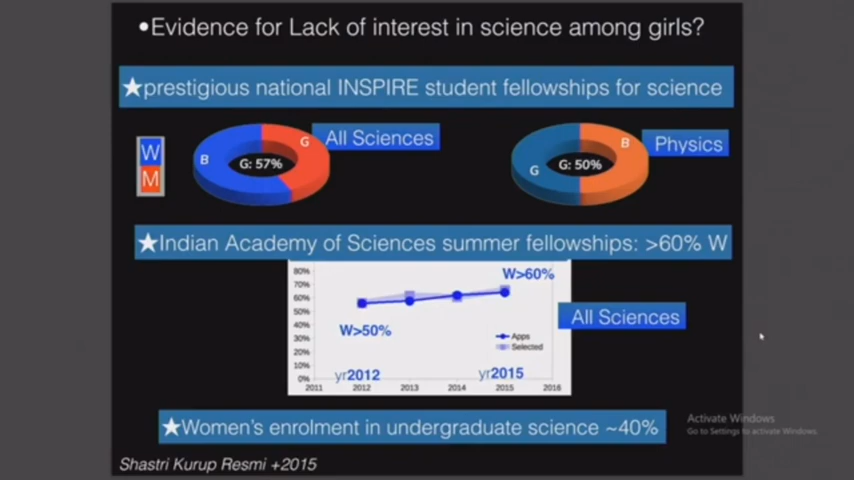 •Evidence for Lack of interest in science among girls?
★prestigious national INSPIRE student fellowships for science
W
M
B
G
G: 57%
All Sciences
G
B
G: 50%
Physics
★Indian Academy of Sciences summer fellowships: >60% W
80%
70%
60%
50%
40%
30%
20%
10%
0%
W>60%
W>50%
Apps
Selected
yr2012
yr2015
2011 2012 2013 2014 2015 2016
All Sciences
★Women's enrolment in undergraduate science ~40%
Shastri Kurup Resmi +2015
Activate Windows
Go to Settings to activate Windows.